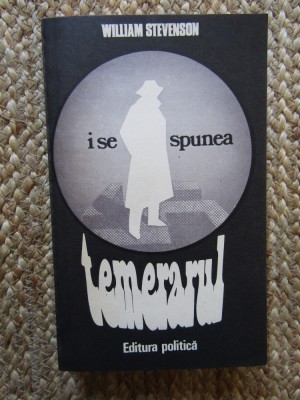 WILLIAM STEVENSON
i se spunea
temerarul
Editura politică